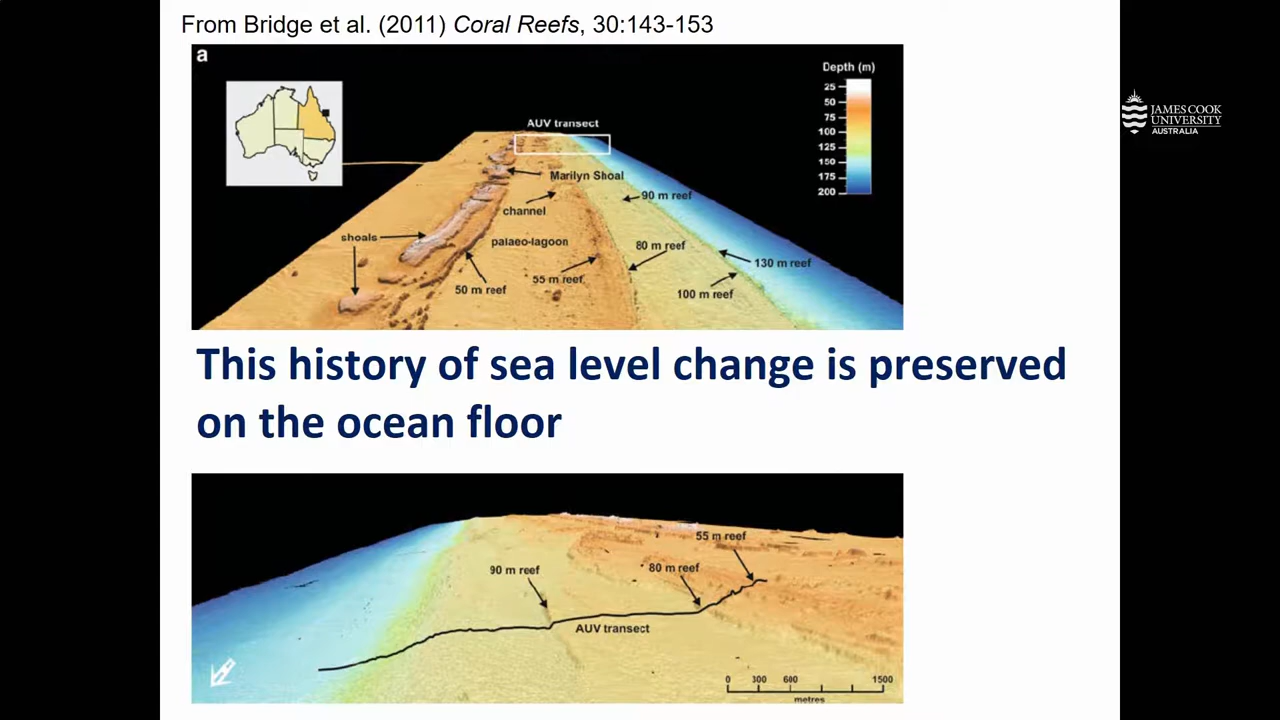 From Bridge et al. (2011) Coral Reefs, 30:143-153
a
Depth (m)
25
50
75
100
125
150
175
200
AUV transect
Marilyn Shoal
90 m reef
channel
shoals
palaeo-lagoon
80 m reef
130 m reef
55 m reef
50 m reef
100 m reef
JAMES COOK
UNIVERSITY
AUSTRALIA
This history of sea level change is preserved
on the ocean floor
55 m reef
90 m reef
80 m reef
AUV transect
0 300 600 1500
metres